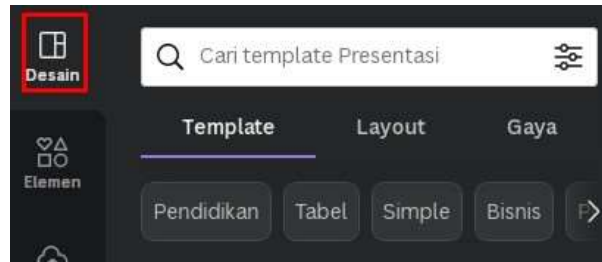 Desain
Cari template Presentasi
Template Layout Gaya
Elemen
Pendidikan Tabel Simple Bisnis